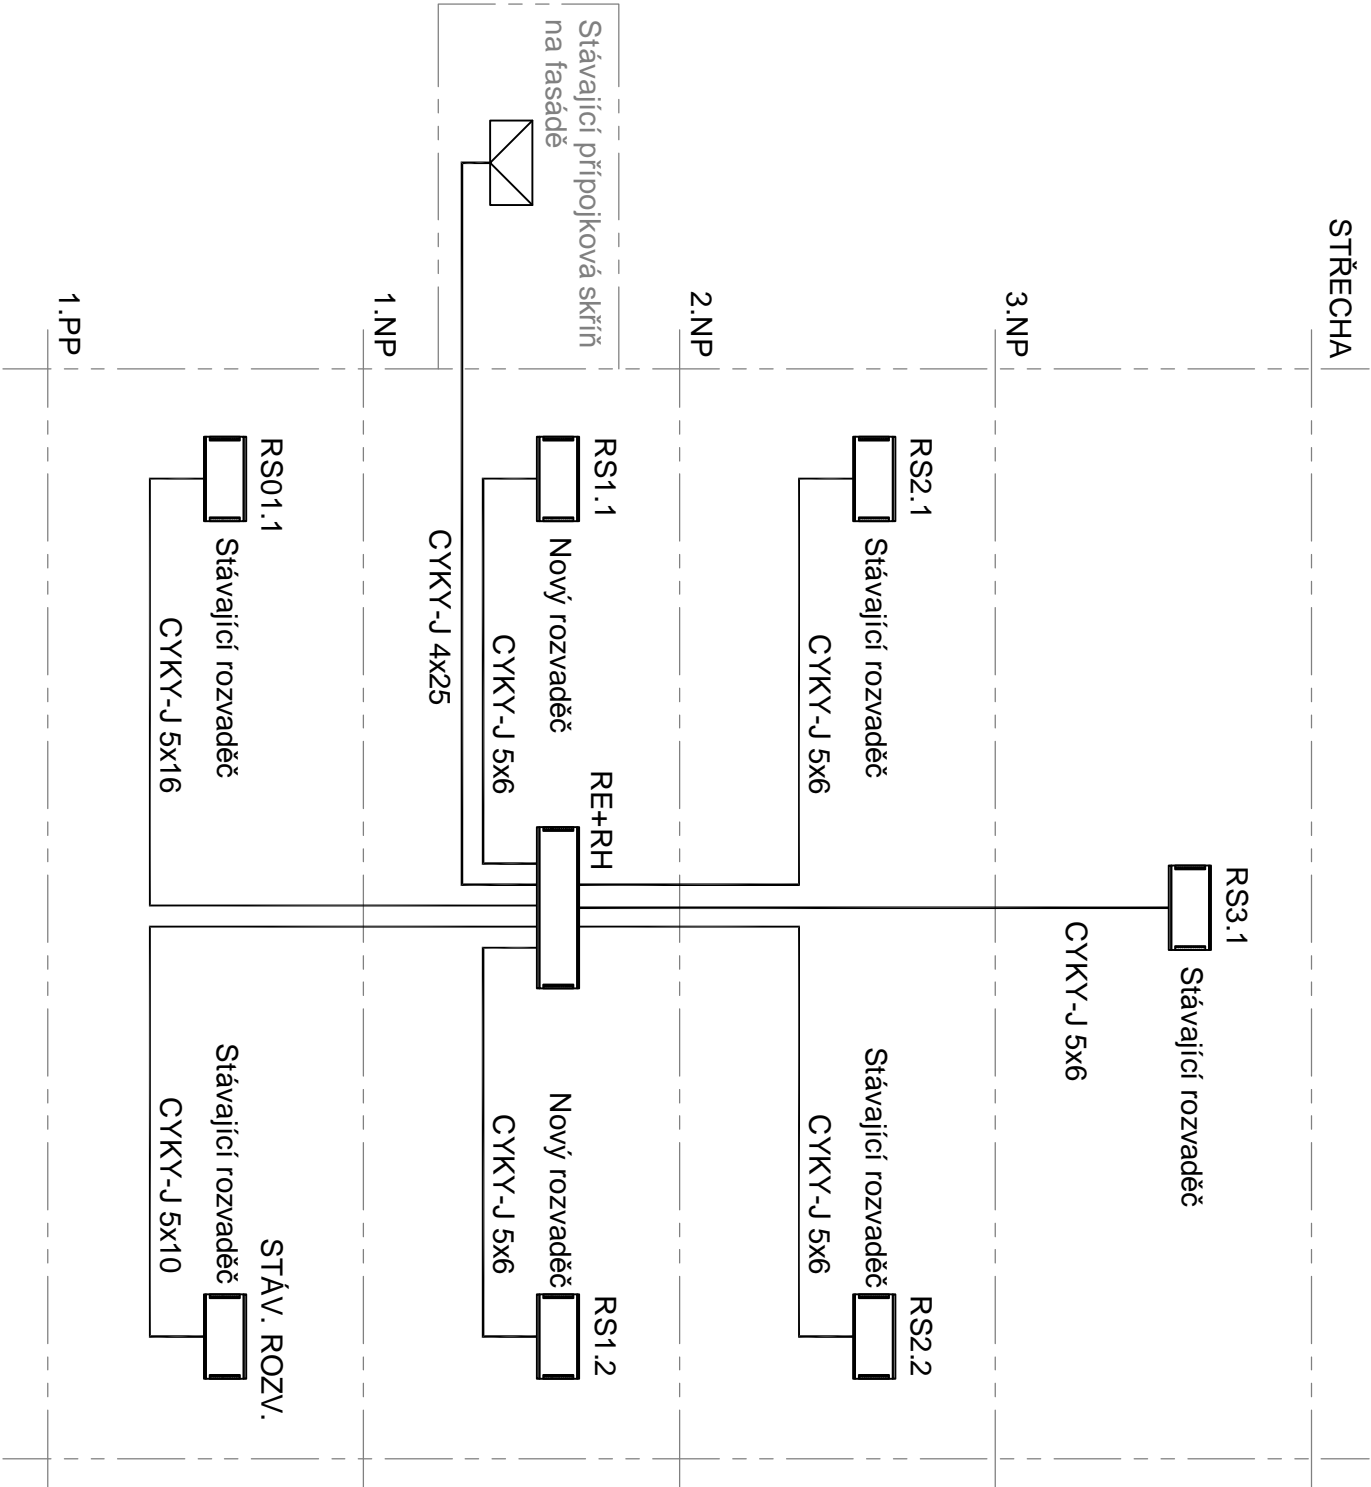 STŘECHA
RS3.1
Stávající rozvaděč
CYKY-J 5x6
3.NP
RS2.1
Stávající rozvaděč
CYKY-J 5x6
RS2.2
Stávající rozvaděč
CYKY-J 5x6
2.NP
Stávající přípojková skříň
na fasádě
RS1.1
Nový rozvaděč
CYKY-J 5x6
RE+RH
RS1.2
Nový rozvaděč
CYKY-J 5x6
CYKY-J 4x25
1.NP
RS01.1
Stávající rozvaděč
CYKY-J 5x16
STÁV. ROZV.
Stávající rozvaděč
CYKY-J 5x10
1.PP